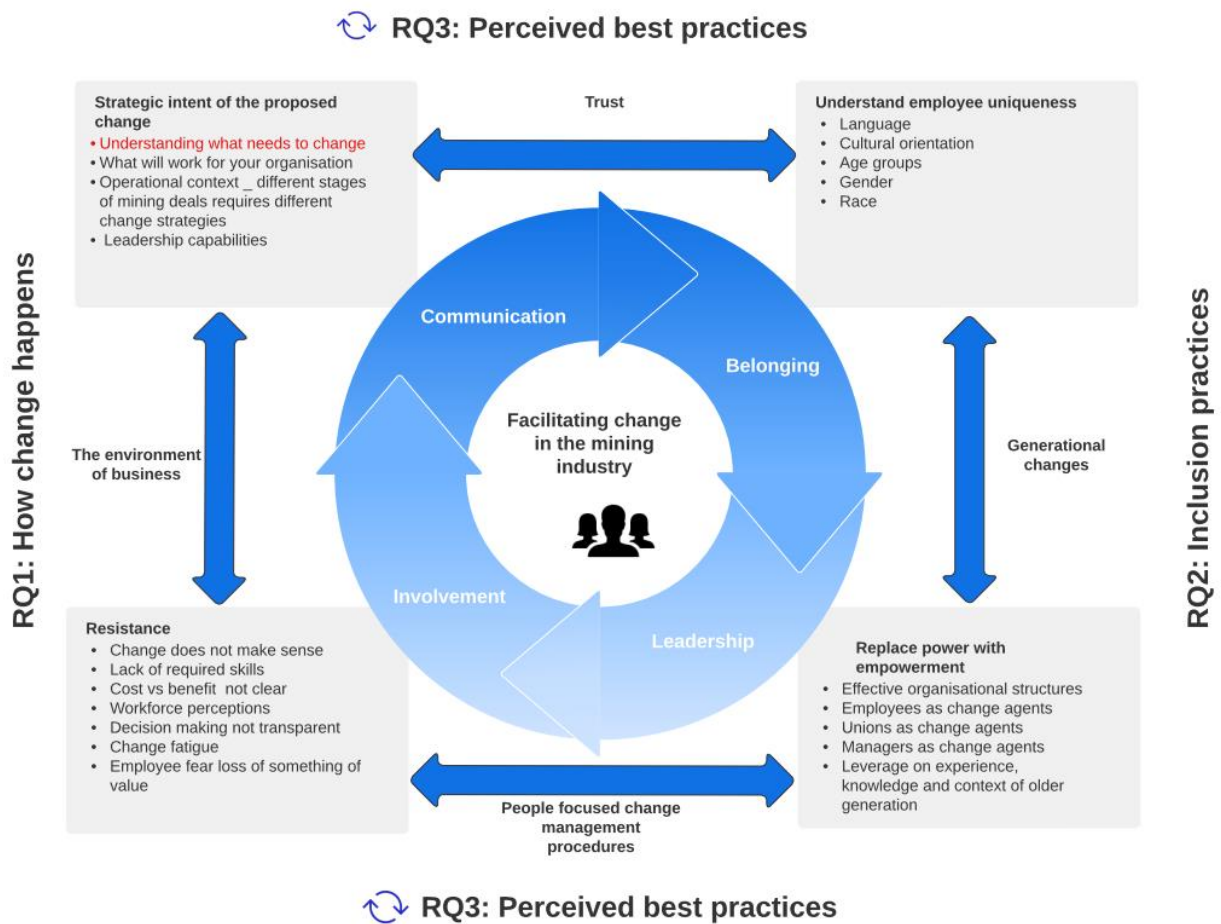 RQ3: Perceived best practices
Strategic intent of the proposed
change
• Understanding what needs to change
• What will work for your organisation
• Operational context _ different stages
of mining deals requires different
change strategies
• Leadership capabilities
Trust
Understand employee uniqueness
• Language
• Cultural orientation
• Age groups
• Gender
• Race
RQ1: How change happens
The environment
of business
Communication
Belonging
Facilitating change
in the mining
industry
Involvement
Leadership
Generational
changes
RQ2: Inclusion practices
Resistance
• Change does not make sense
• Lack of required skills
• Cost vs benefit  not clear
• Workforce perceptions
• Decision making not transparent
• Change fatigue
• Employee fear loss of something of
value
People focused change
management
procedures
Replace power with
empowerment
• Effective organisational structures
• Employees as change agents
• Unions as change agents
• Managers as change agents
• Leverage on experience,
knowledge and context of older
generation
RQ3: Perceived best practices